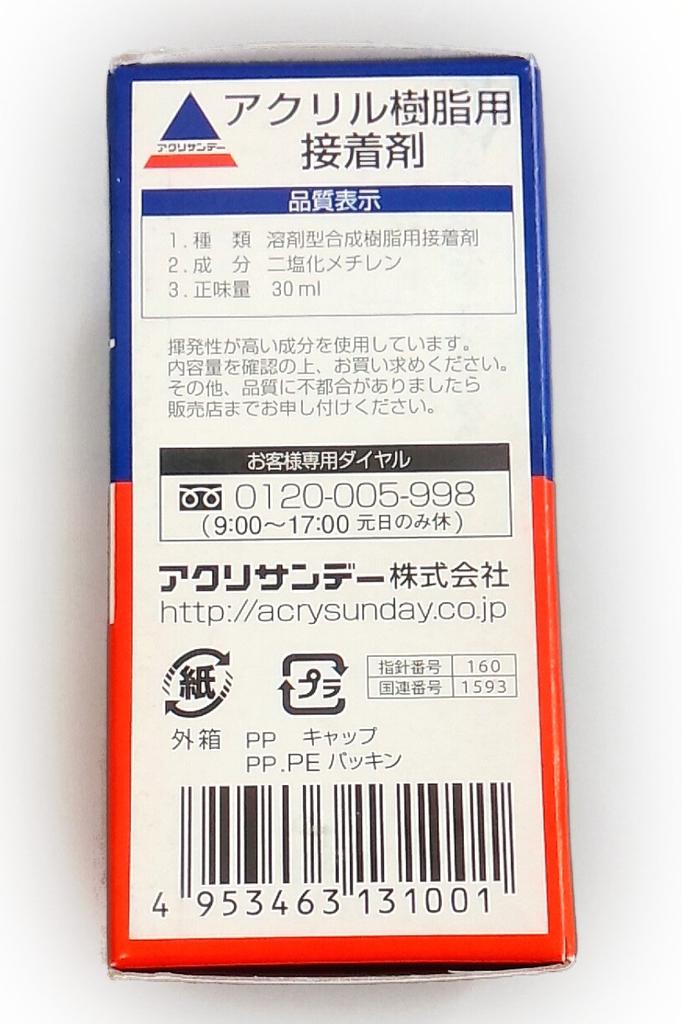 アクリサンデー
アクリル樹脂用
接着剤
品質表示
1. 種 類 溶剤型合成樹脂用接着剤
2. 成 分 二塩化メチレン
3. 正味量 30ml
揮発性が高い成分を使用しています。
内容量を確認の上、お買い求めください。
その他、品質に不都合がありましたら
販売店までお申し付けください。
お客様専用ダイヤル
0120-005-998
(9:00〜17:00 元日のみ休)
アクリサンデー株式会社
http://acrysunday.co.jp
紙
プラ
指針番号 160
国連番号 1593
外箱 PP キャップ
PP.PE パッキン
4 953463 131001